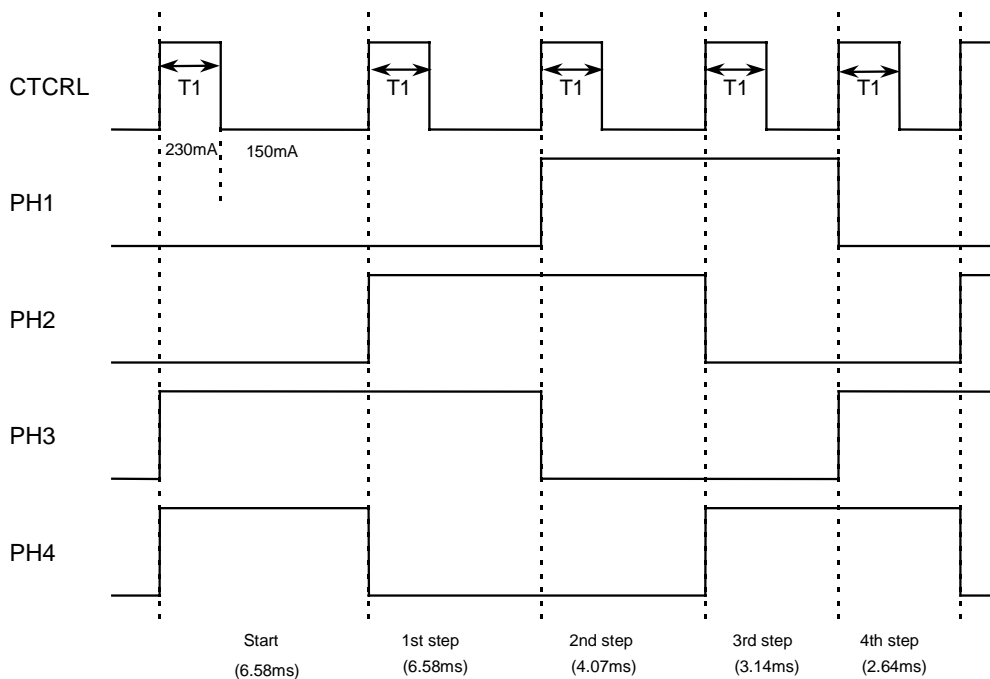 CTCRL
T1 T1 T1 T1 T1
230mA 150mA
PH1
PH2
PH3
PH4
Start 1st step 2nd step 3rd step 4th step
(6.58ms) (6.58ms) (4.07ms) (3.14ms) (2.64ms)